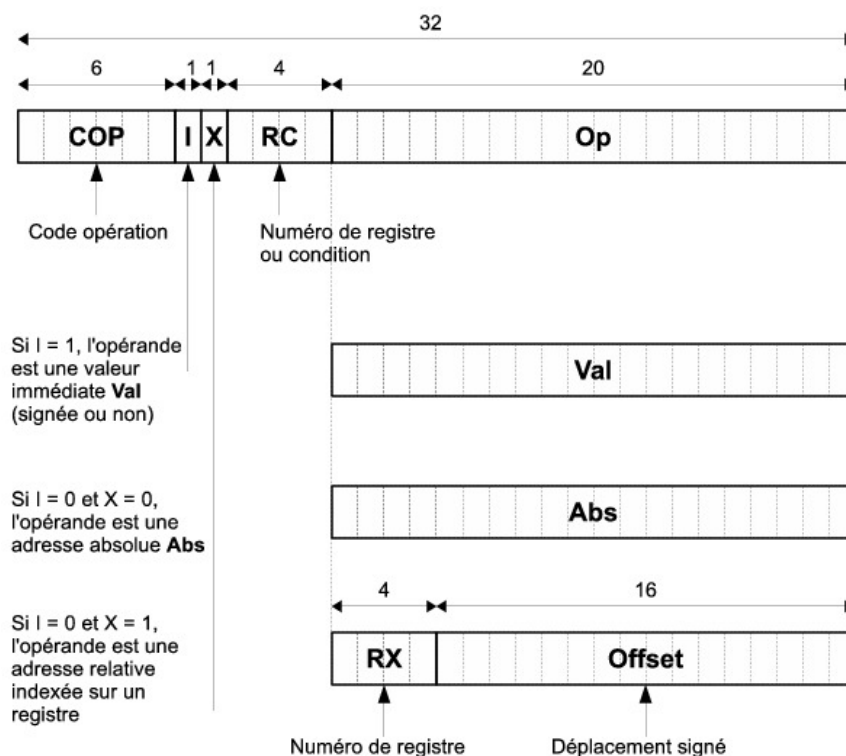 32
6
1
1
4
20
COP
I
X
RC
Op
Code opération
Numéro de registre
ou condition
Si I = 1, l'opérande
est une valeur
immédiate Val
(signée ou non)
Val
Si I = 0 et X = 0,
l'opérande est une
adresse absolue Abs
Abs
4
16
Si I = 0 et X = 1,
l'opérande est une
adresse relative
indexée sur un
registre
RX
Offset
Numéro de registre
Déplacement signé